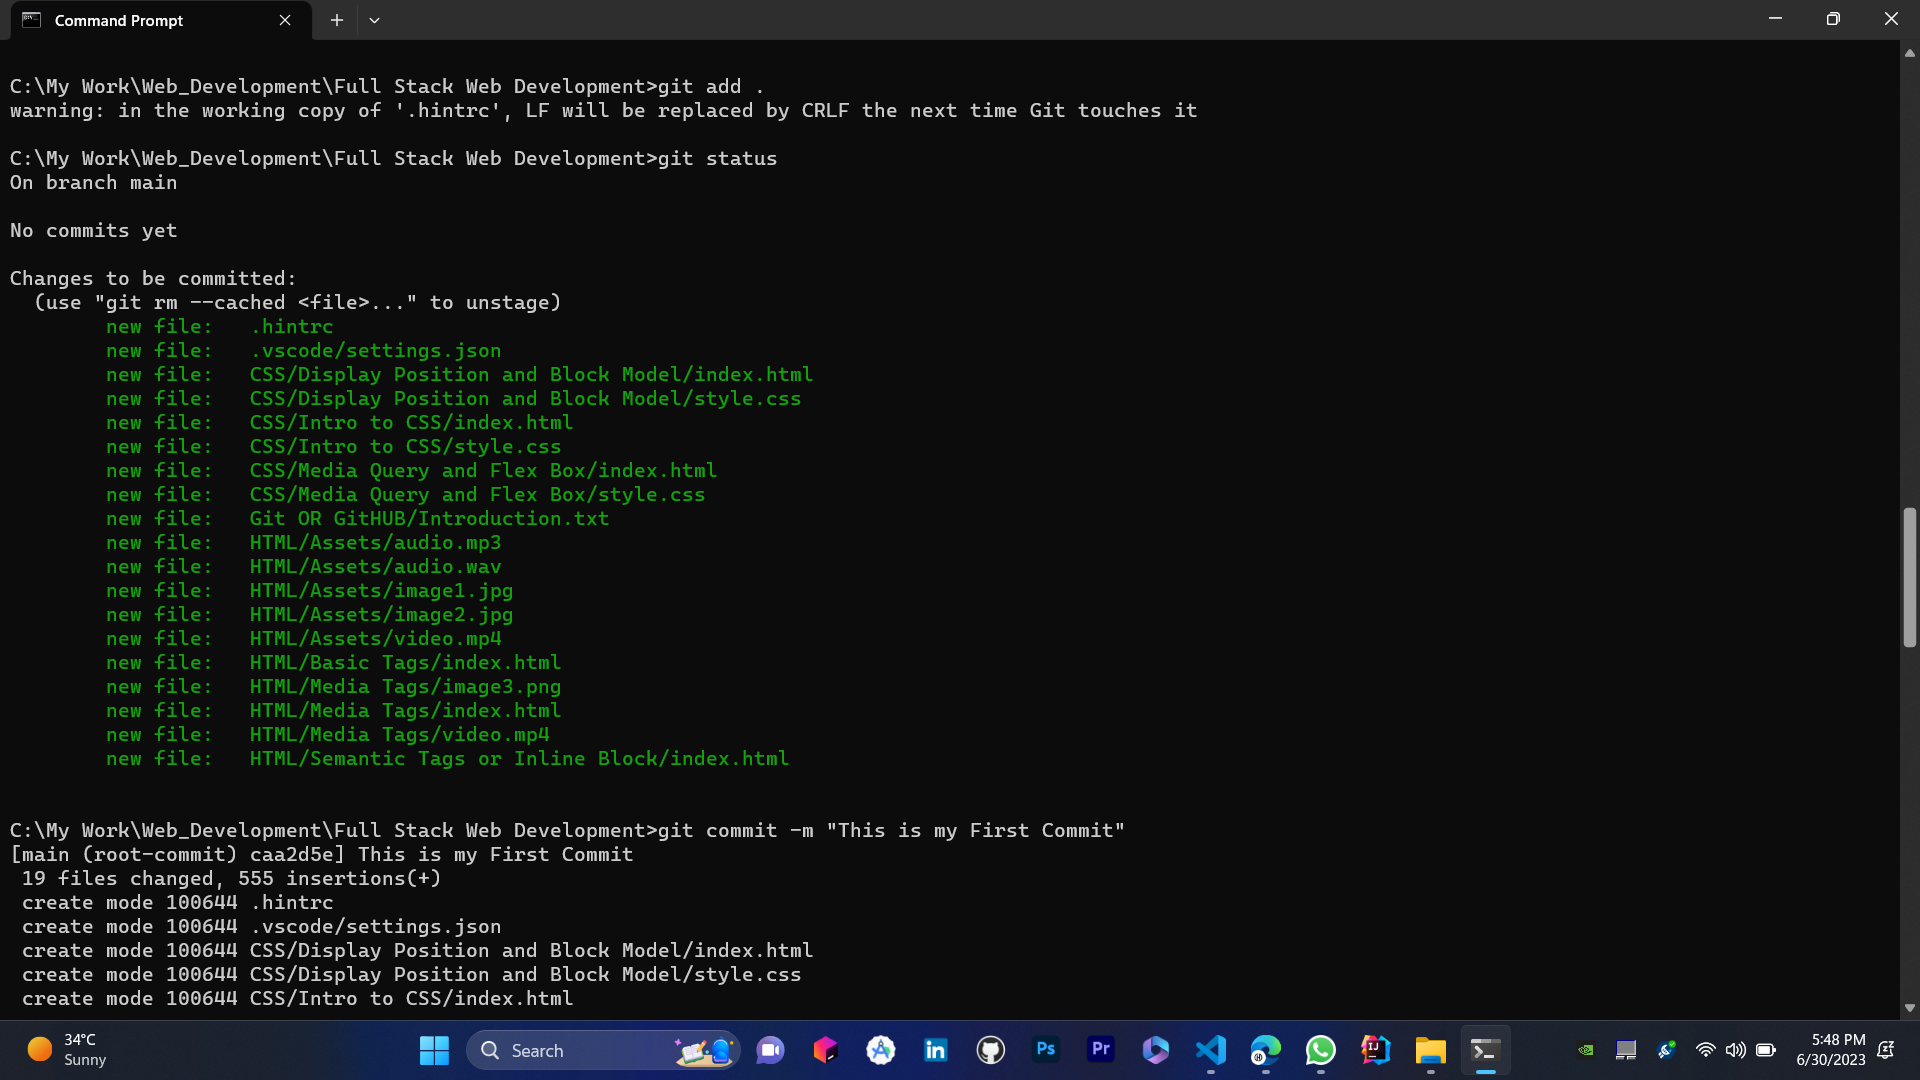 Command Prompt
C:\My Work\Web_Development\Full Stack Web Development>git add .
warning: in the working copy of '.hintrc', LF will be replaced by CRLF the next time Git touches it
C:\My Work\Web_Development\Full Stack Web Development>git status
On branch main
No commits yet
Changes to be committed:
  (use "git rm --cached <file>..." to unstage)
        new file:   .hintrc
        new file:   .vscode/settings.json
        new file:   CSS/Display Position and Block Model/index.html
        new file:   CSS/Display Position and Block Model/style.css
        new file:   CSS/Intro to CSS/index.html
        new file:   CSS/Intro to CSS/style.css
        new file:   CSS/Media Query and Flex Box/index.html
        new file:   CSS/Media Query and Flex Box/style.css
        new file:   Git OR GitHUB/Introduction.txt
        new file:   HTML/Assets/audio.mp3
        new file:   HTML/Assets/audio.wav
        new file:   HTML/Assets/image1.jpg
        new file:   HTML/Assets/image2.jpg
        new file:   HTML/Assets/video.mp4
        new file:   HTML/Basic Tags/index.html
        new file:   HTML/Media Tags/image3.png
        new file:   HTML/Media Tags/index.html
        new file:   HTML/Media Tags/video.mp4
        new file:   HTML/Semantic Tags or Inline Block/index.html
C:\My Work\Web_Development\Full Stack Web Development>git commit -m "This is my First Commit"
[main (root-commit) caa2d5e] This is my First Commit
 19 files changed, 555 insertions(+)
 create mode 100644 .hintrc
 create mode 100644 .vscode/settings.json
 create mode 100644 CSS/Display Position and Block Model/index.html
 create mode 100644 CSS/Display Position and Block Model/style.css
 create mode 100644 CSS/Intro to CSS/index.html
34°C
Sunny
Search
in
Ps
Pr
IJ
5:48 PM
6/30/2023